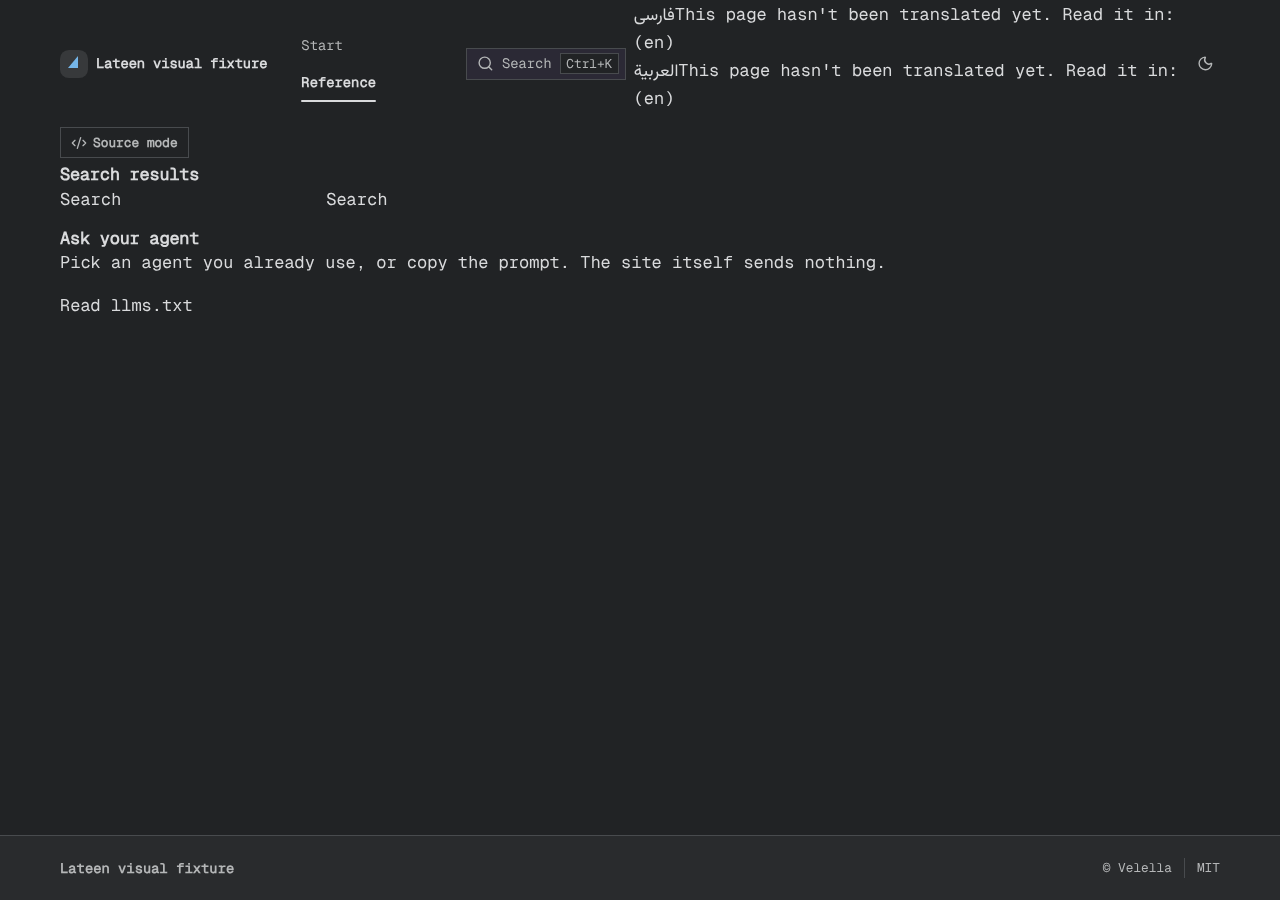 Lateen visual fixture
Start
Reference
Search Ctrl+K
فارسیThis page hasn't been translated yet. Read it in:
(en)
العربيةThis page hasn't been translated yet. Read it in:
(en)
</> Source mode
Search results
Search Search
Ask your agent
Pick an agent you already use, or copy the prompt. The site itself sends nothing.
Read llms.txt
Lateen visual fixture
© Velella MIT